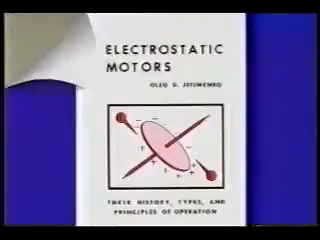 ELECTROSTATIC
MOTORS
OLEG D. JEFIMENKO
THEIR HISTORY, TYPES, AND
PRINCIPLES OF OPERATION